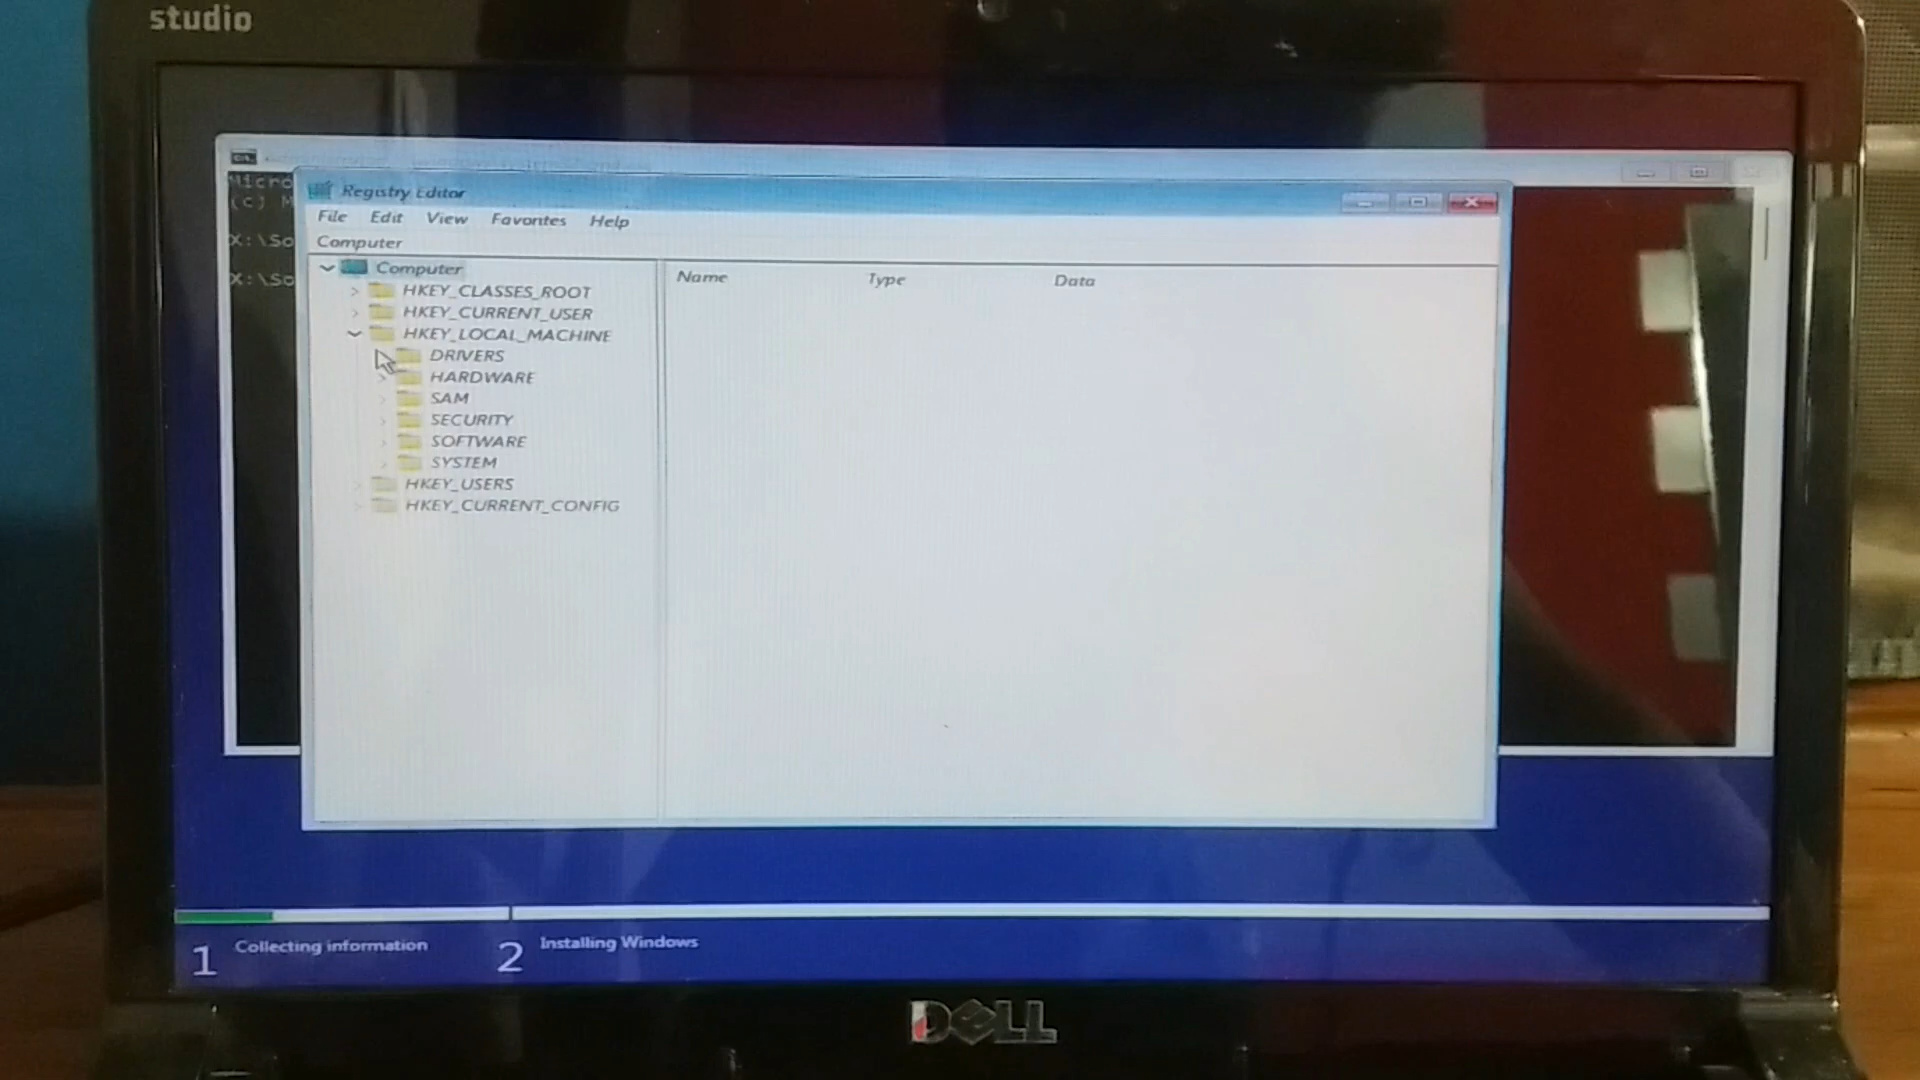 studio
Micro
(c) M
X:\So
X:\So
Registry Editor
File Edit View Favorites Help
Computer
Computer
Name Type Data
HKEY_CLASSES_ROOT
HKEY_CURRENT_USER
HKEY_LOCAL_MACHINE
DRIVERS
HARDWARE
SAM
SECURITY
SOFTWARE
SYSTEM
HKEY_USERS
HKEY_CURRENT_CONFIG
1 Collecting information 2 Installing Windows
DELL